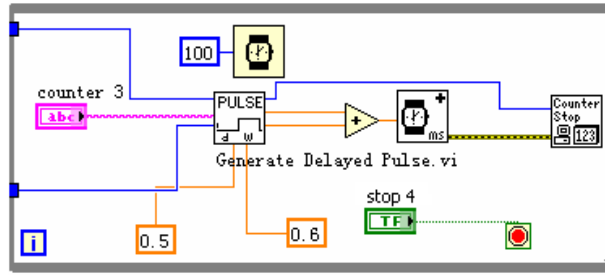 100
counter 3
abc
PULSE
d w
+
+
ms
Counter
Stop
123
Generate Delayed Pulse.vi
stop 4
TF
i
0.5
0.6